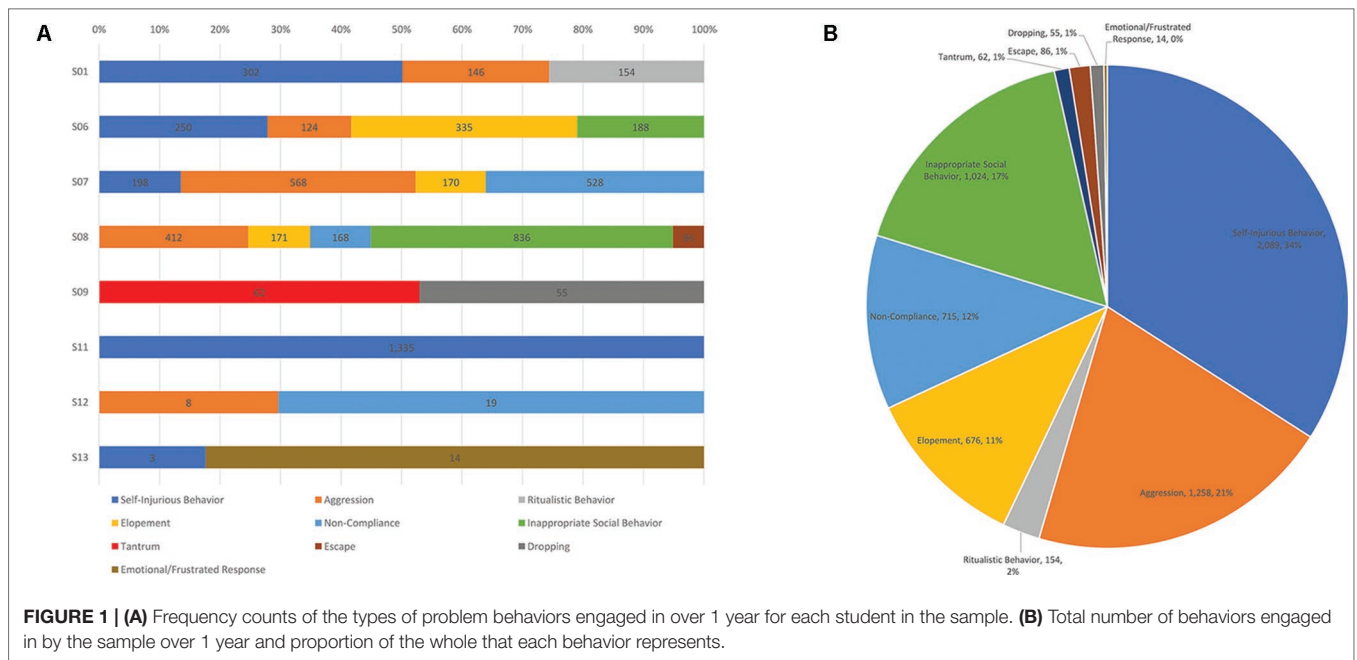 A
0% 10% 20% 30% 40% 50% 60% 70% 80% 90% 100%
S01 302 146 154
S06 250 124 335 188
S07 198 568 170 528
S08 412 171 168 836
S09 55
S11 1,335
S12 8 19
S13 3 14
Self-Injurious Behavior Aggression Ritualistic Behavior
Elopement Non-Compliance Inappropriate Social Behavior
Tantrum Escape Dropping
Emotional/Frustrated Response
B
Emotional/Frustrated
Response, 14, 0%
Dropping, 55, 1%
Escape, 86, 1%
Tantrum, 62, 1%
Inappropriate Social
Behavior, 1,024, 17%
Self-Injurious Behavior,
2,089, 34%
Non-Compliance, 715, 12%
Elopement, 676, 11%
Aggression, 1,258, 21%
Ritualistic Behavior, 154,
2%
FIGURE 1 | (A) Frequency counts of the types of problem behaviors engaged in over 1 year for each student in the sample. (B) Total number of behaviors engaged
in by the sample over 1 year and proportion of the whole that each behavior represents.